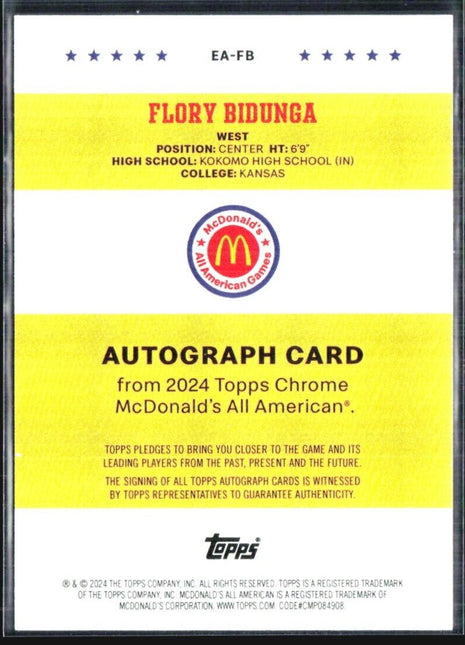 ★ ★ ★ ★ ★ EA-FB ★ ★ ★ ★ ★
FLORY BIDUNGA
WEST
POSITION: CENTER HT: 6'9"
HIGH SCHOOL: KOKOMO HIGH SCHOOL (IN)
COLLEGE: KANSAS
McDonald's
All American Games
AUTOGRAPH CARD
from 2024 Topps Chrome
McDonald's All American®.
TOPPS PLEDGES TO BRING YOU CLOSER TO THE GAME AND ITS
LEADING PLAYERS FROM THE PAST, PRESENT AND THE FUTURE.
THE SIGNING OF ALL TOPPS AUTOGRAPH CARDS IS WITNESSED
BY TOPPS REPRESENTATIVES TO GUARANTEE AUTHENTICITY.
topps®
® & © 2024 THE TOPPS COMPANY, INC. ALL RIGHTS RESERVED. TOPPS IS A REGISTERED TRADEMARK
OF THE TOPPS COMPANY, INC. MCDONALD'S ALL AMERICAN IS A REGISTERED TRADEMARK OF
MCDONALD'S CORPORATION. WWW.TOPPS.COM CODE#CMP084908.